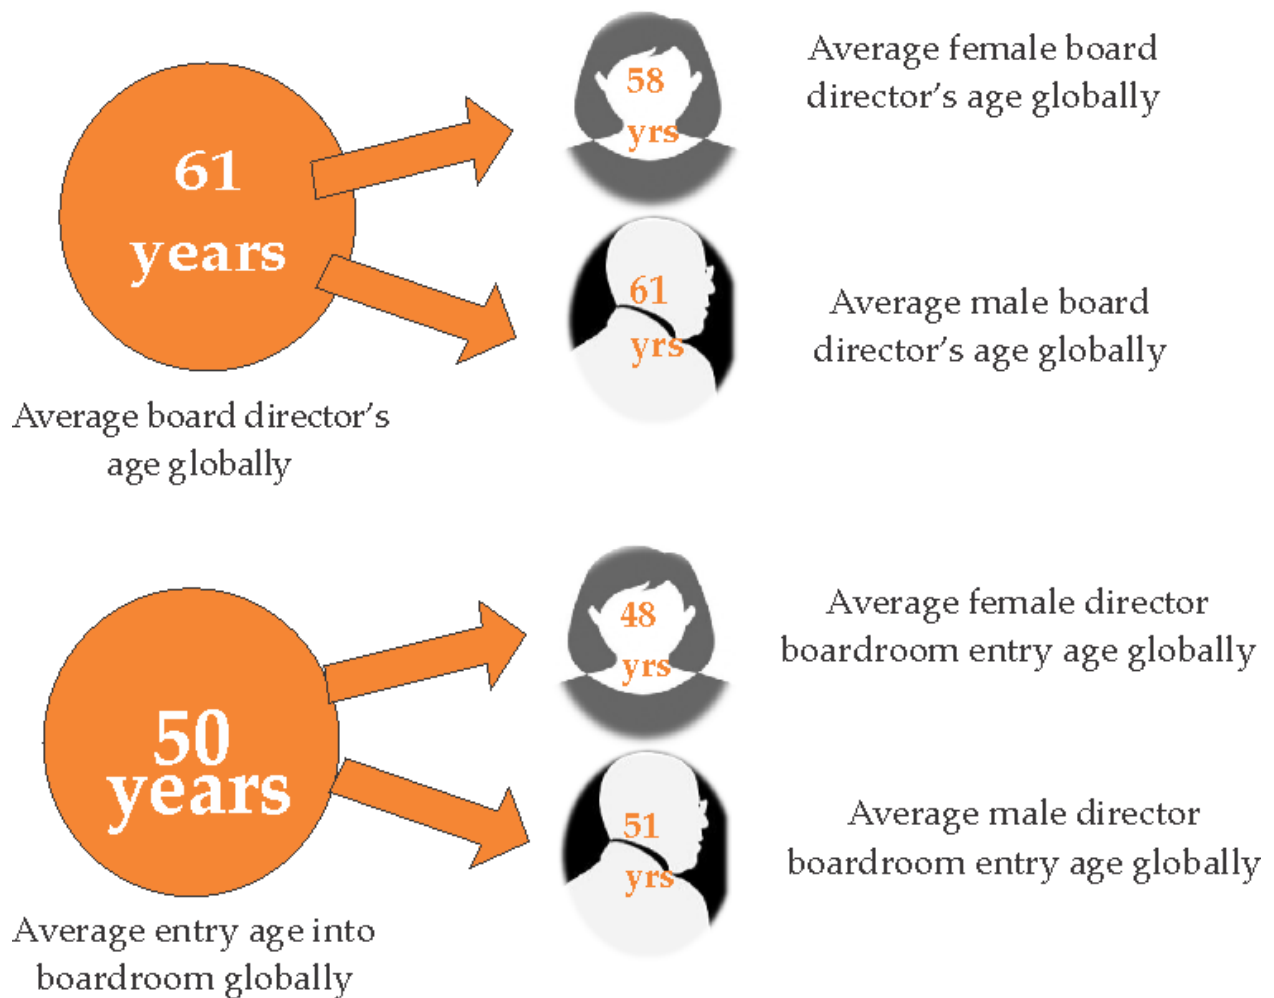 61
years
Average board director’s
age globally
58
yrs
Average female board
director’s age globally
61
yrs
Average male board
director’s age globally
50
years
Average entry age into
boardroom globally
48
yrs
Average female director
boardroom entry age globally
51
yrs
Average male director
boardroom entry age globally